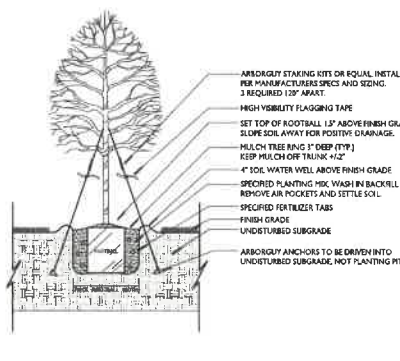 ARBORGUY STAKING KITS OR EQUAL. INSTAL
PER MANUFACTURERS SPECS AND SIZING.
3 REQUIRED 120° APART.
HIGH VISIBILITY FLAGGING TAPE
SET TOP OF ROOTBALL 1.5" ABOVE FINISH GRA
SLOPE SOIL AWAY FOR POSITIVE DRAINAGE.
MULCH TREE RING 3" DEEP (TYP.)
KEEP MULCH OFF TRUNK +/-2"
4" SOIL WATER WELL ABOVE FINISH GRADE
SPECIFIED PLANTING MIX. WASH IN BACKFILL
REMOVE AIR POCKETS AND SETTLE SOIL.
SPECIFIED FERTILIZER TABS
FINISH GRADE
UNDISTURBED SUBGRADE
ARBORGUY ANCHORS TO BE DRIVEN INTO
UNDISTURBED SUBGRADE, NOT PLANTING PIT